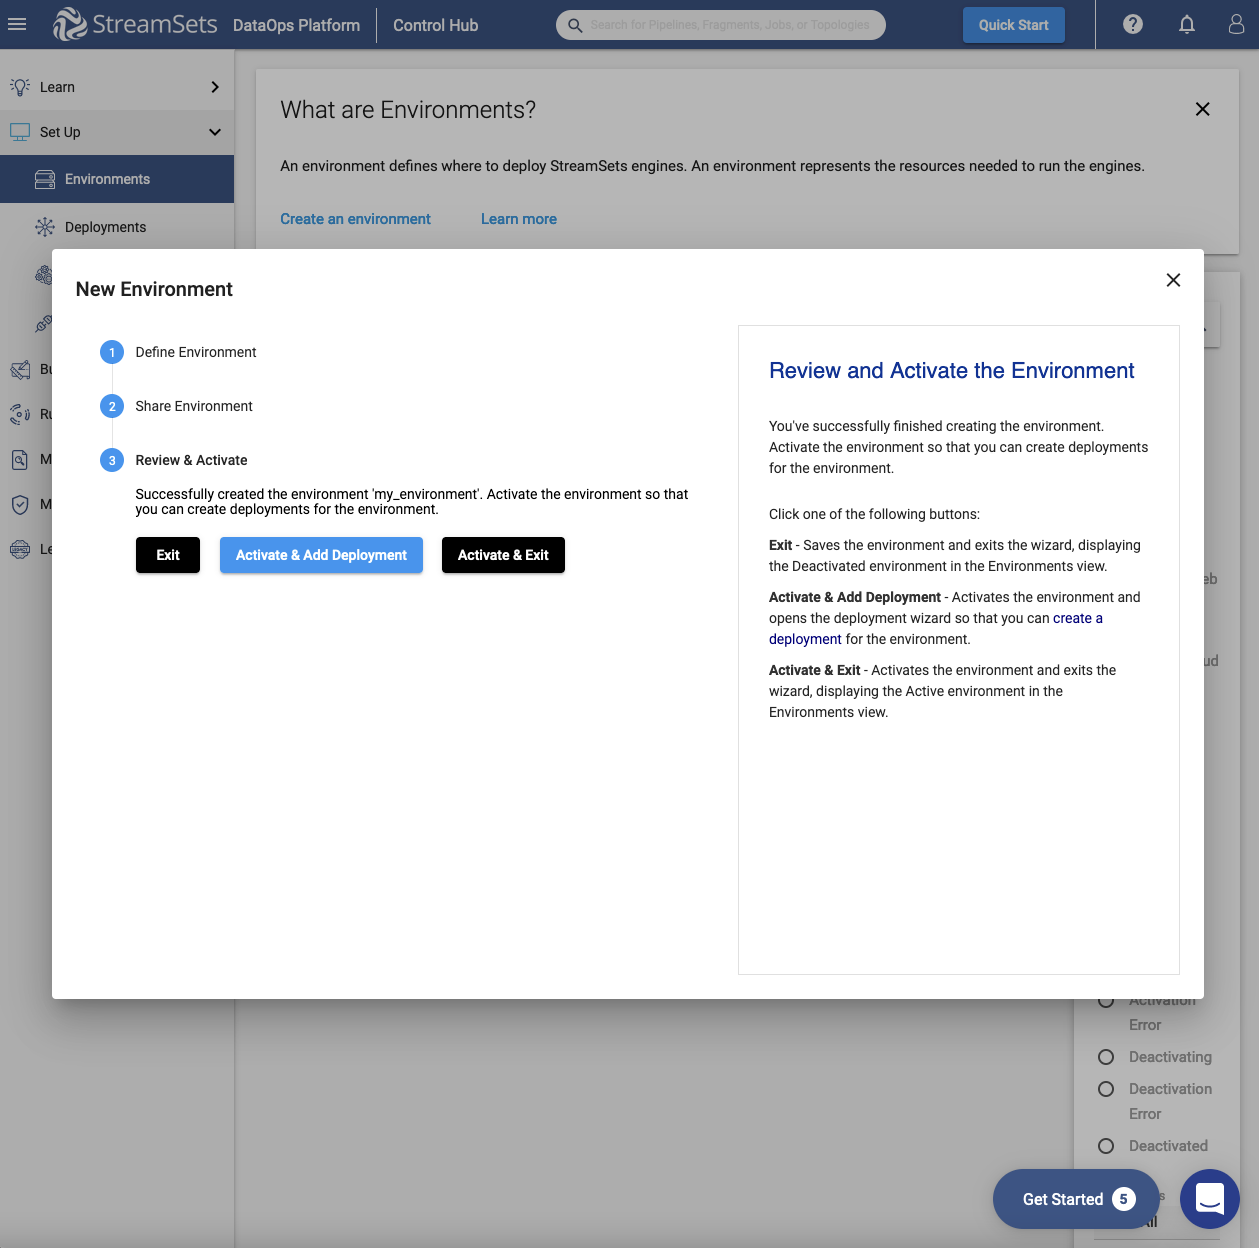 StreamSets DataOps Platform Control Hub
Search for Pipelines, Fragments, Jobs, or Topologies
Quick Start
Learn
Set Up
Environments
Deployments
What are Environments?
An environment defines where to deploy StreamSets engines. An environment represents the resources needed to run the engines.
Create an environment Learn more
New Environment
1 Define Environment
2 Share Environment
3 Review & Activate
Successfully created the environment 'my_environment'. Activate the environment so that
you can create deployments for the environment.
Exit Activate & Add Deployment Activate & Exit
Review and Activate the Environment
You've successfully finished creating the environment.
Activate the environment so that you can create deployments
for the environment.
Click one of the following buttons:
Exit - Saves the environment and exits the wizard, displaying
the Deactivated environment in the Environments view.
Activate & Add Deployment - Activates the environment and
opens the deployment wizard so that you can create a
deployment for the environment.
Activate & Exit - Activates the environment and exits the
wizard, displaying the Active environment in the
Environments view.
Activation
Error
Deactivating
Deactivation
Error
Deactivated
Get Started 5
All